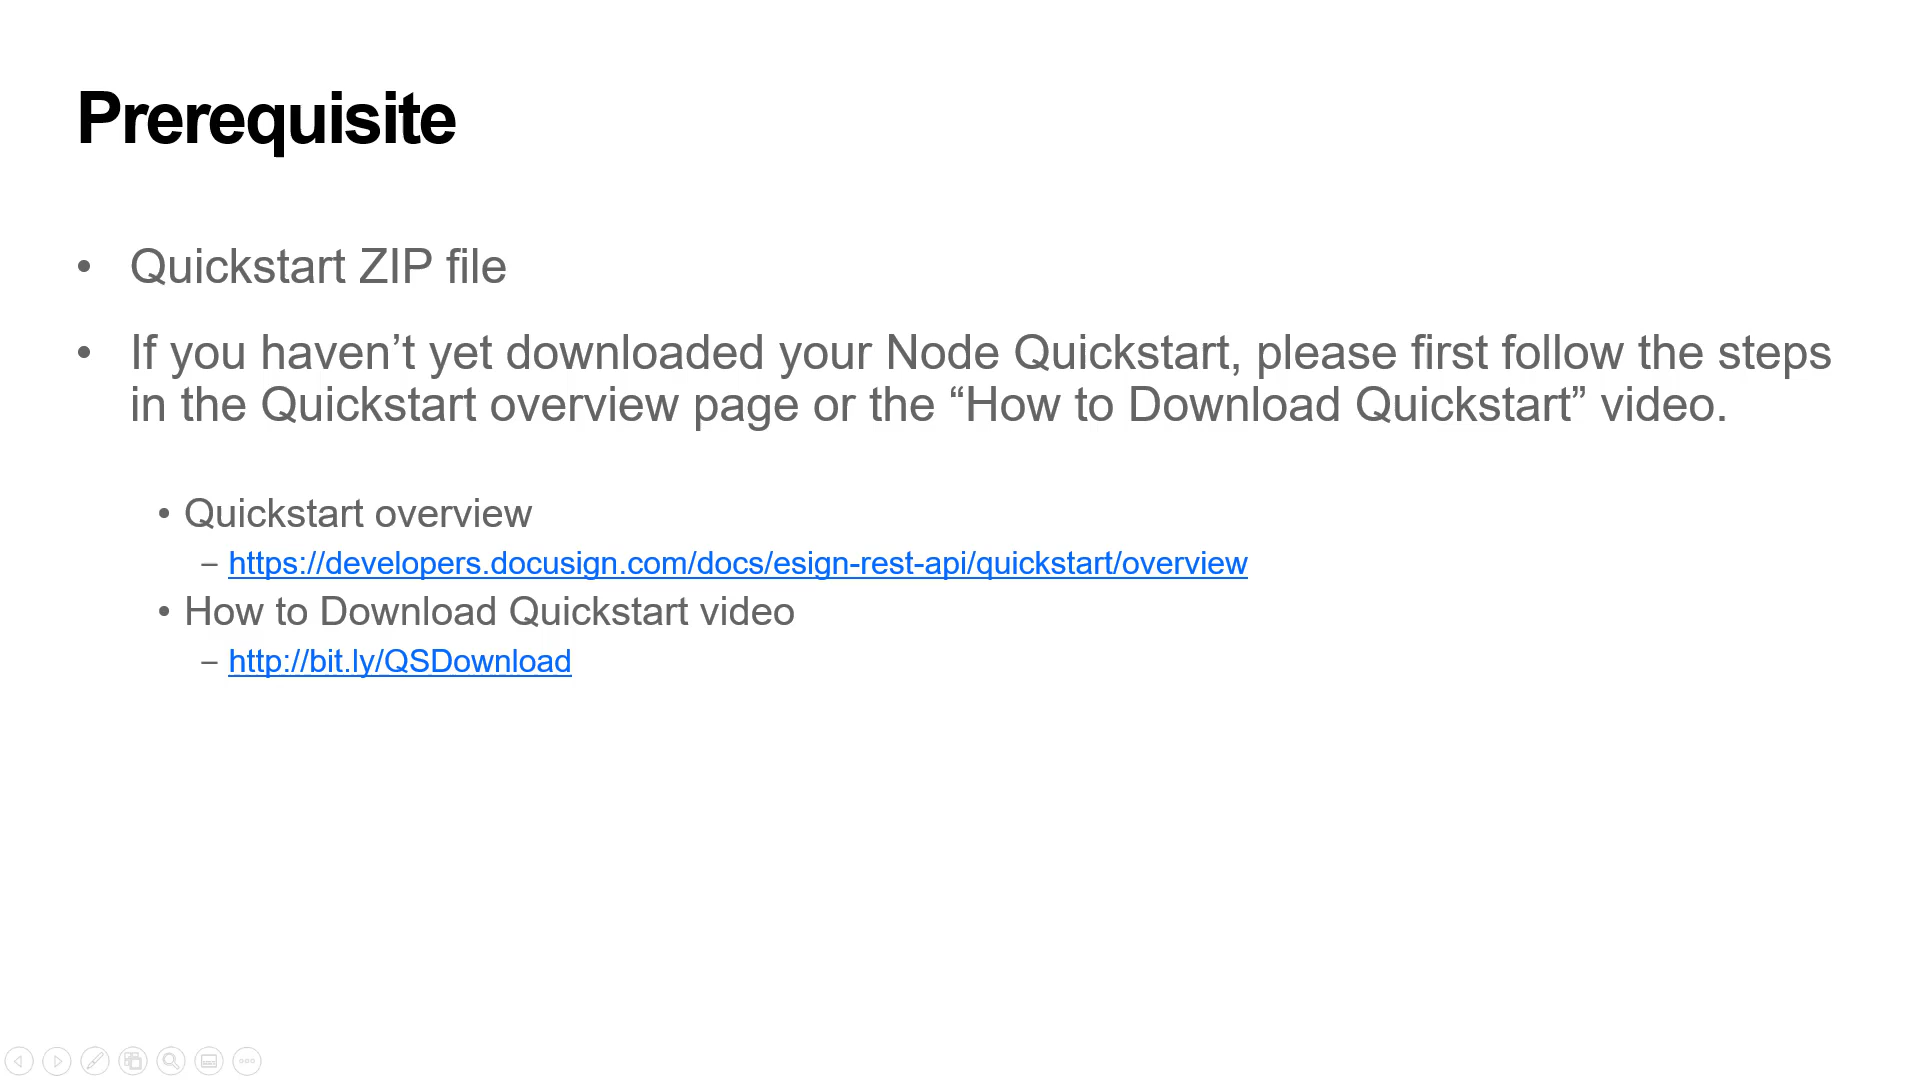 Prerequisite
• Quickstart ZIP file
• If you haven’t yet downloaded your Node Quickstart, please first follow the steps
in the Quickstart overview page or the “How to Download Quickstart” video.
• Quickstart overview
– https://developers.docusign.com/docs/esign-rest-api/quickstart/overview
• How to Download Quickstart video
– http://bit.ly/QSDownload